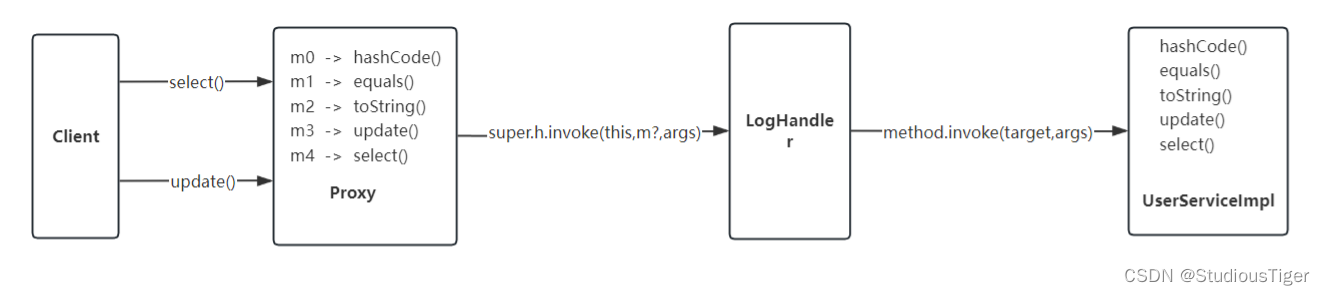 Client
select()
update()
m0 -> hashCode()
m1 -> equals()
m2 -> toString()
m3 -> update()
m4 -> select()
Proxy
super.h.invoke(this,m?,args)
LogHandle
r
method.invoke(target,args)
hashCode()
equals()
toString()
update()
select()
UserServiceImpl
CSDN @StudiousTiger